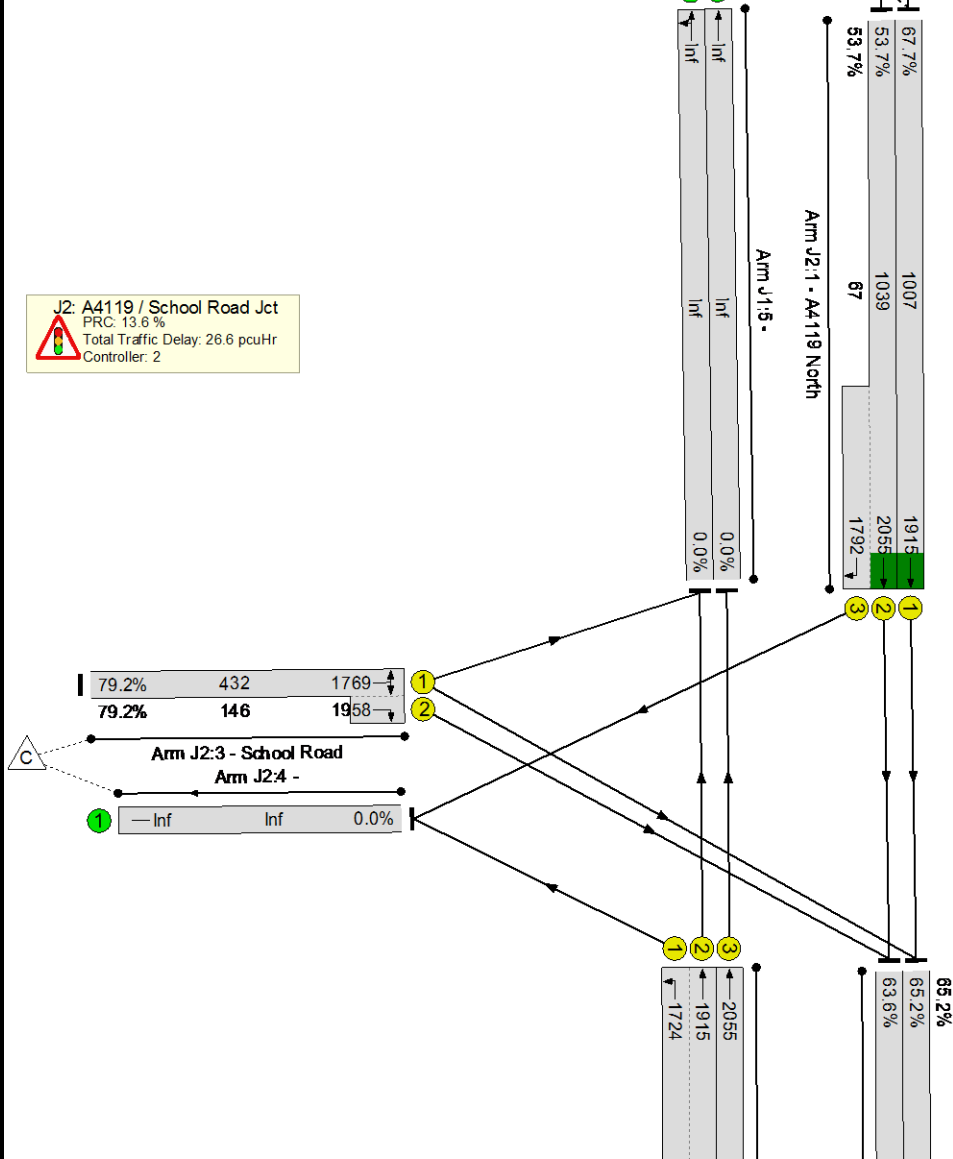 Inf
Inf
Inf
Inf
0.0%
0.0%
Arm J1:5 -
Arm J2:1 - A4119 North
53.7%
53.7%
67.7%
67
1039
1007
1792
2055
1915
3
2
1
J2: A4119 / School Road Jct
PRC: 13.6 %
Total Traffic Delay: 26.6 pcuHr
Controller: 2
79.2% 432 1769 1
79.2% 146 1958 2
C
Arm J2:3 - School Road
Arm J2:4 -
1 Inf Inf 0.0%
1
2
3
1724
1915
2055
63.6%
65.2%
65.2%